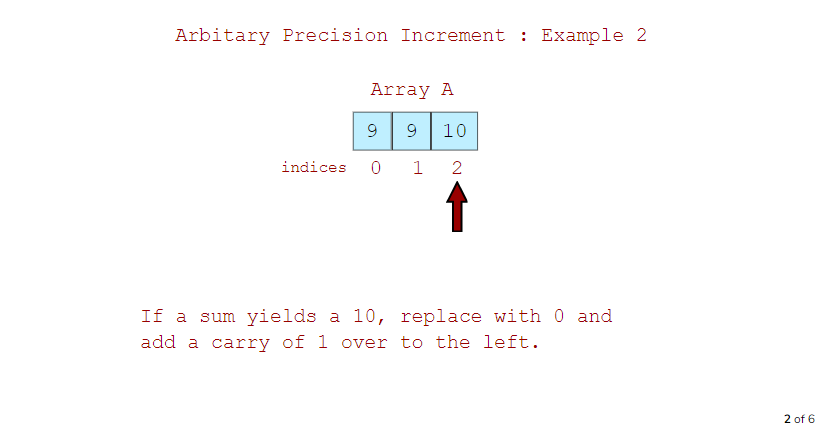 Arbitary Precision Increment : Example 2
Array A
9 9 10
indices 0 1 2
If a sum yields a 10, replace with 0 and
add a carry of 1 over to the left.
2 of 6